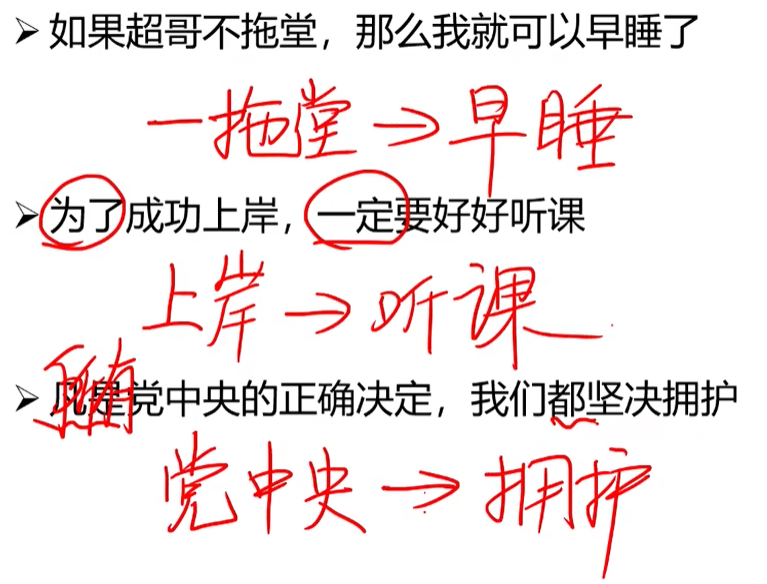 ➢ 如果超哥不拖堂，那么我就可以早睡了
一拖堂→早睡
➢ 为了成功上岸，一定要好好听课
上岸→听课
➢ 凡是党中央的正确决定，我们都坚决拥护
党中央→拥护